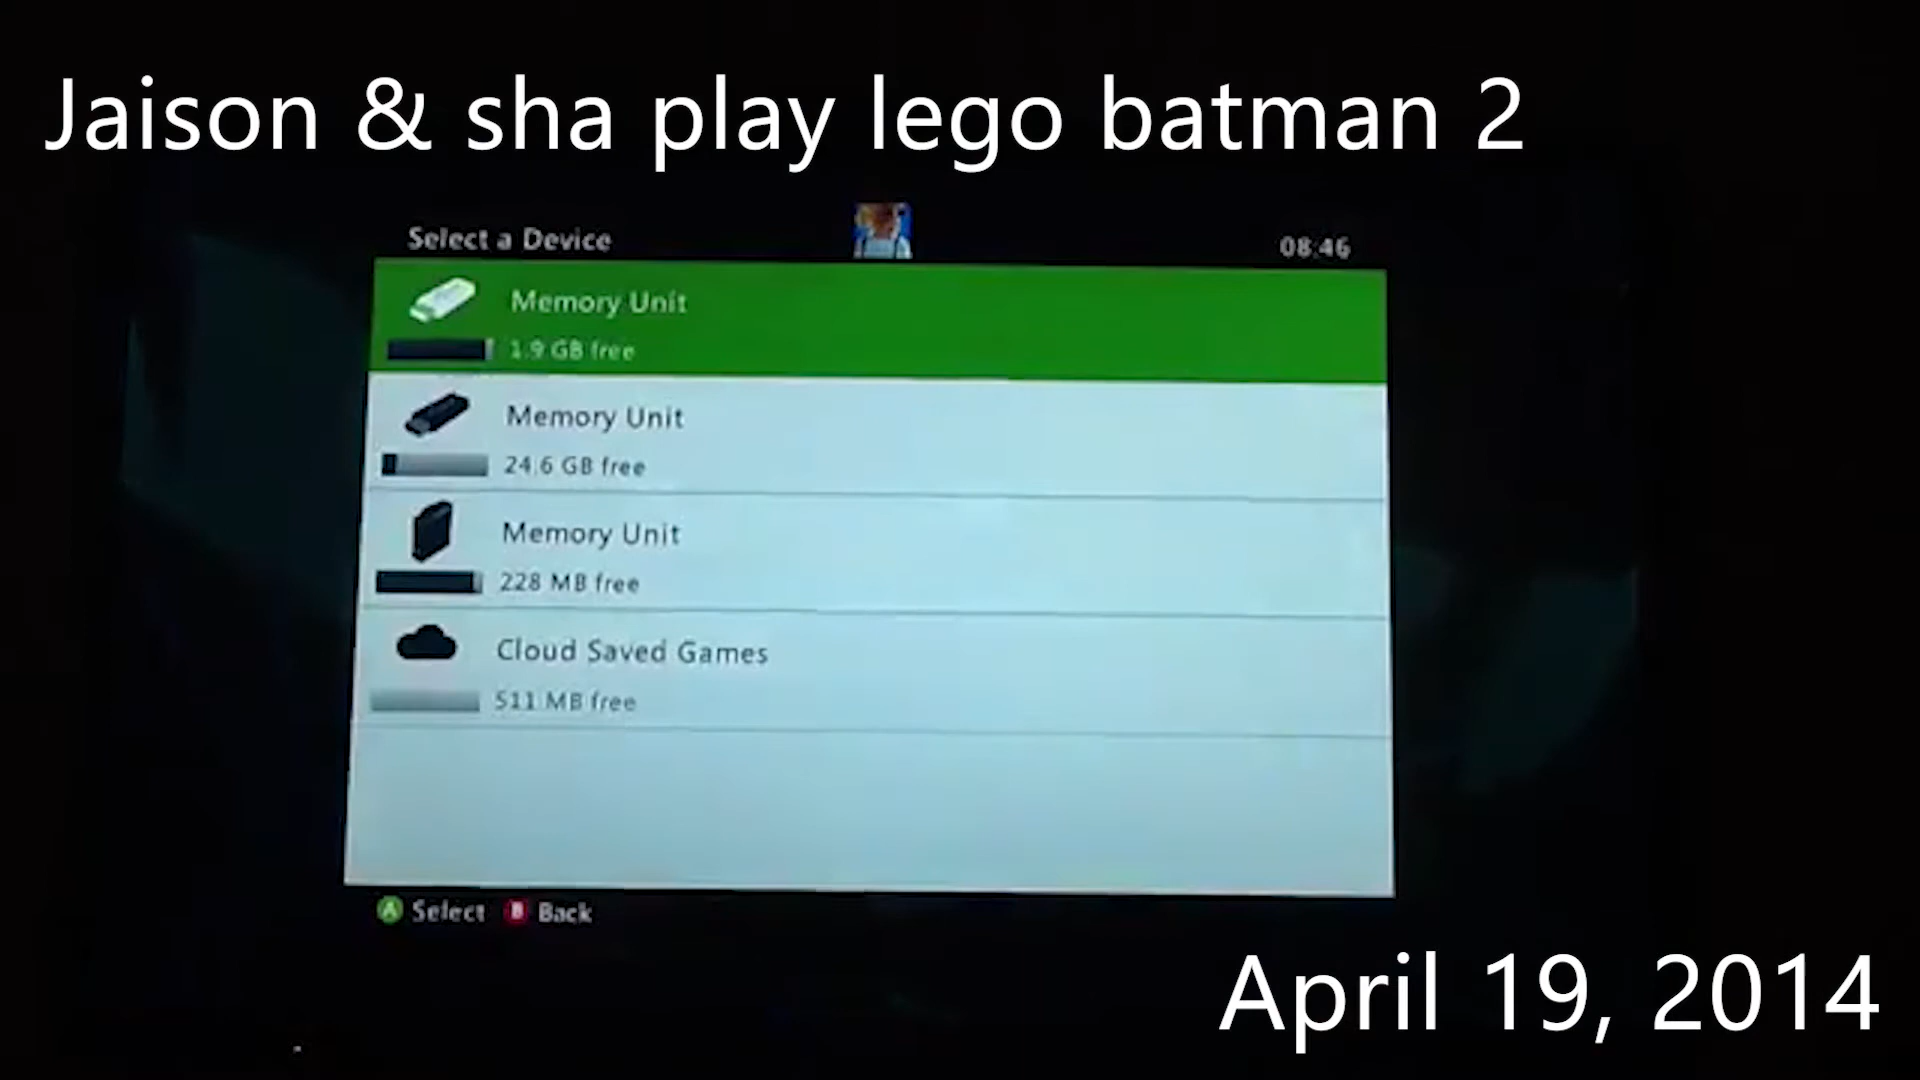 Jaison & sha play lego batman 2
Select a Device
08:46
Memory Unit
1.9 GB free
Memory Unit
24.6 GB free
Memory Unit
228 MB free
Cloud Saved Games
511 MB free
A Select B Back
April 19, 2014